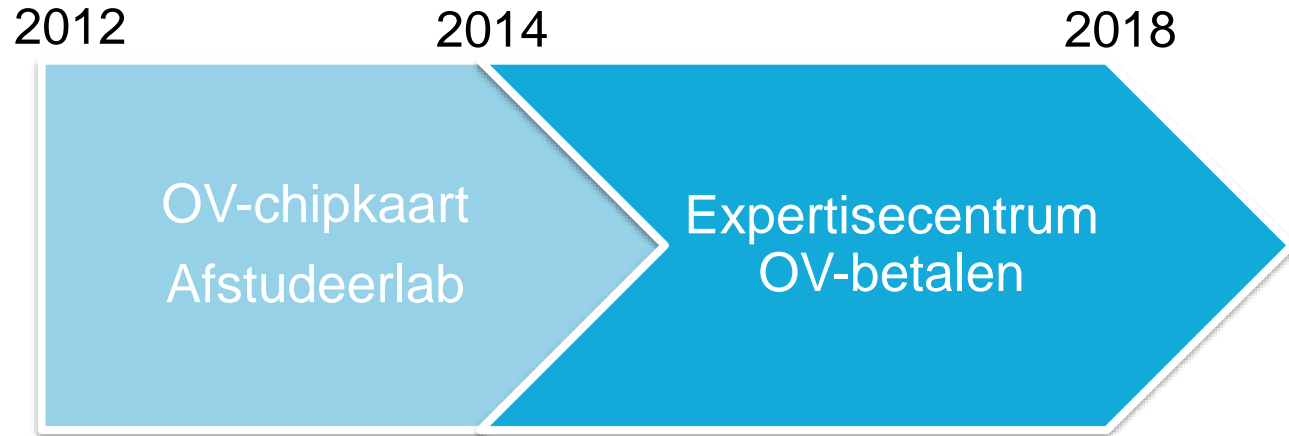 2012 2014 2018
OV-chipkaart
Afstudeerlab
Expertisecentrum
OV-betalen